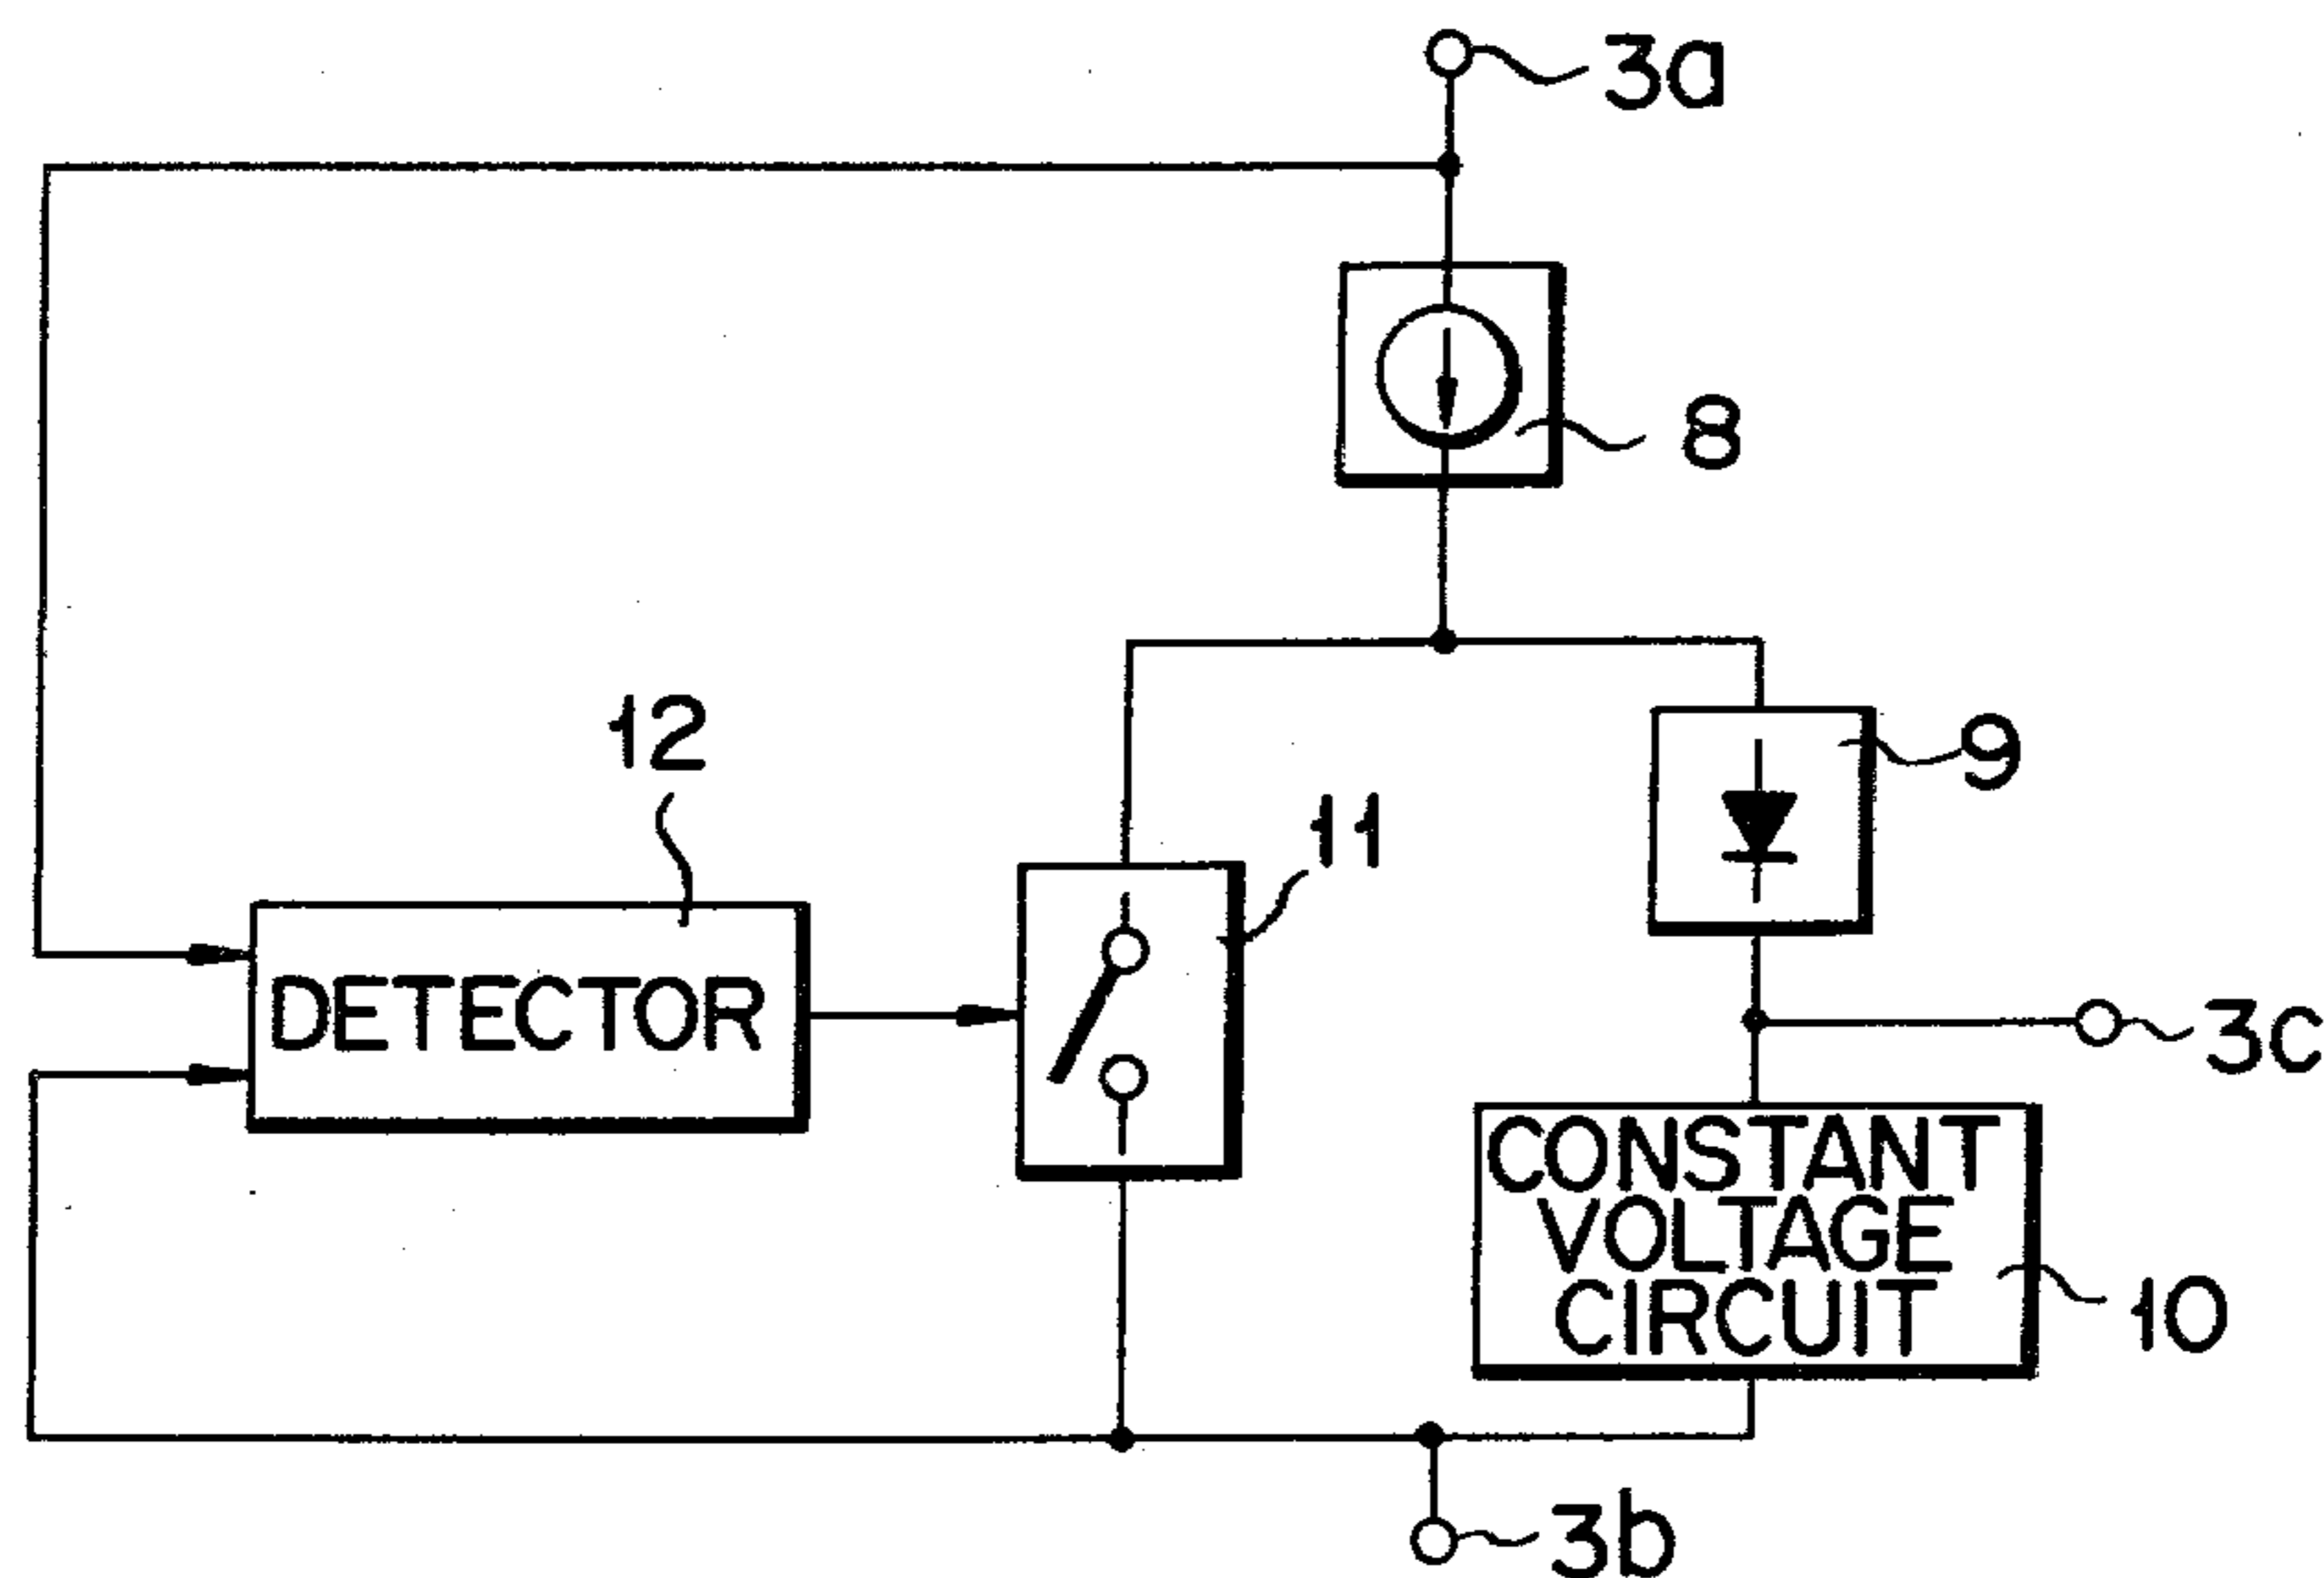 3a
8
12
9
11
DETECTOR
3c
CONSTANT
VOLTAGE
CIRCUIT
10
3b